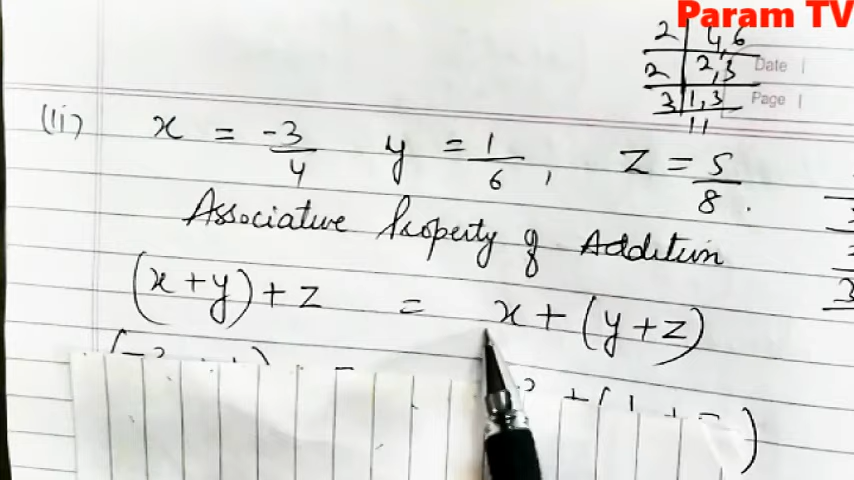 Param TV
2 | 4,6
2 | 2,3
3 | 1,3
1 1
Date
Page
(ii) x = -3/4 y = 1/6, z = 5/8.
Associative Property of Addition
(x+y)+z = x+(y+z)